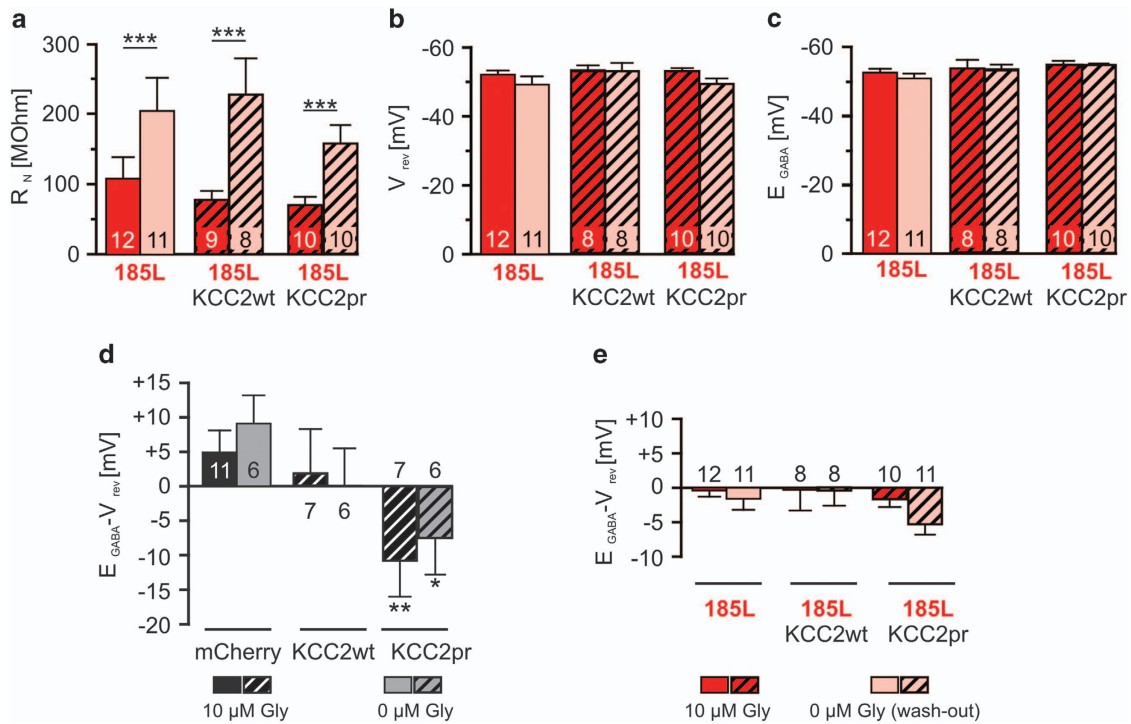 a
R N [MOhm]
300
200
100
0
***
***
***
12
11
9
8
10
10
185L
185L
KCC2wt
185L
KCC2pr
b
V rev [mV]
-60
-40
-20
0
12
11
8
8
10
10
185L
185L
KCC2wt
185L
KCC2pr
c
E GABA [mV]
-60
-40
-20
0
12
11
8
8
10
10
185L
185L
KCC2wt
185L
KCC2pr
d
E GABA-V rev [mV]
+15
+10
+5
0
-5
-10
-15
-20
11
6
7
6
7
6
**
*
mCherry
KCC2wt
KCC2pr
10 µM Gly
0 µM Gly
e
E GABA-V rev [mV]
+10
+5
0
-5
-10
12
11
8
8
10
11
185L
185L
KCC2wt
185L
KCC2pr
10 µM Gly
0 µM Gly (wash-out)